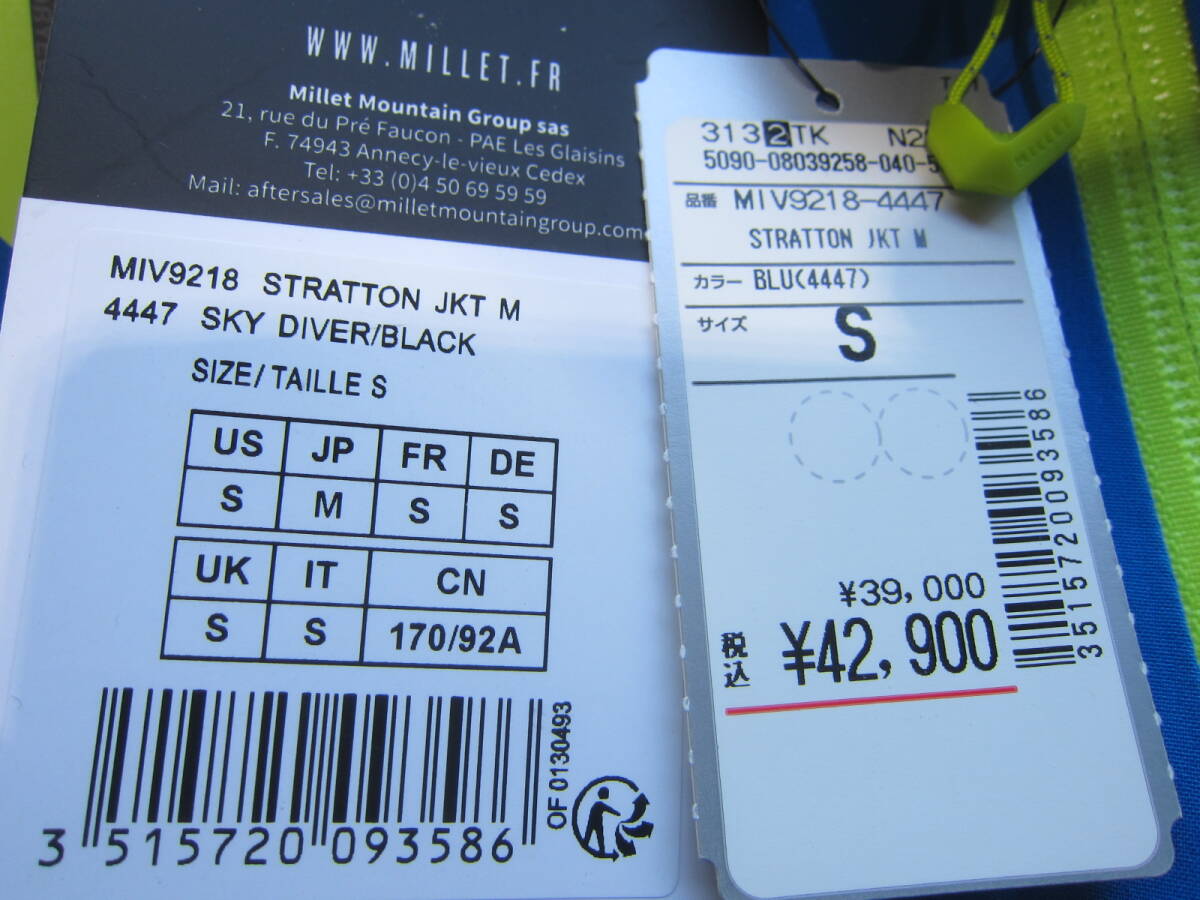 WWW.MILLET.FR
Millet Mountain Group sas
21, rue du Pré Faucon - PAE Les Glaisins
F. 74943 Annecy-le-vieux Cedex
Tel: +33 (0)4 50 69 59 59
Mail: aftersales@milletmountaingroup.com
MIV9218 STRATTON JKT M
4447 SKY DIVER/BLACK
SIZE/TAILLE S
US JP FR DE
S M S S
UK IT CN
S S 170/92A
3 515720 093586
OF 0130493
3132TK
5090-08039258-040-5
品番 MIV9218-4447
STRATTON JKT M
カラー BLU(4447)
サイズ S
¥39,000
税込 ¥42,900
3515720093586
MILLET